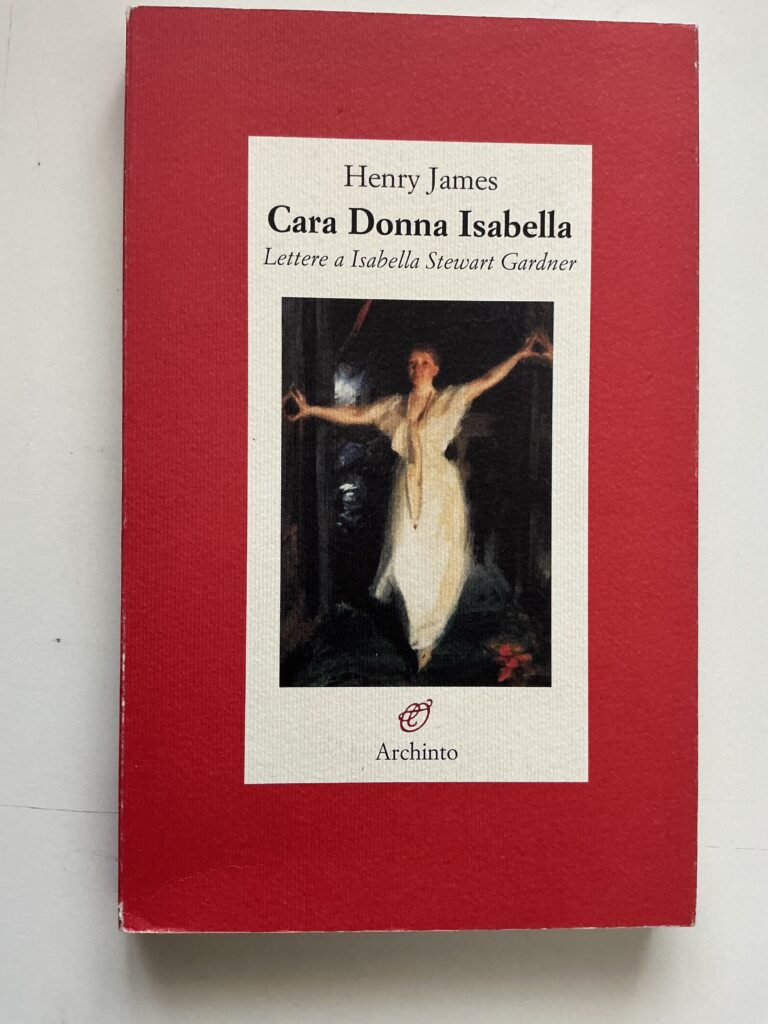 Henry James
Cara Donna Isabella
Lettere a Isabella Stewart Gardner
Archinto